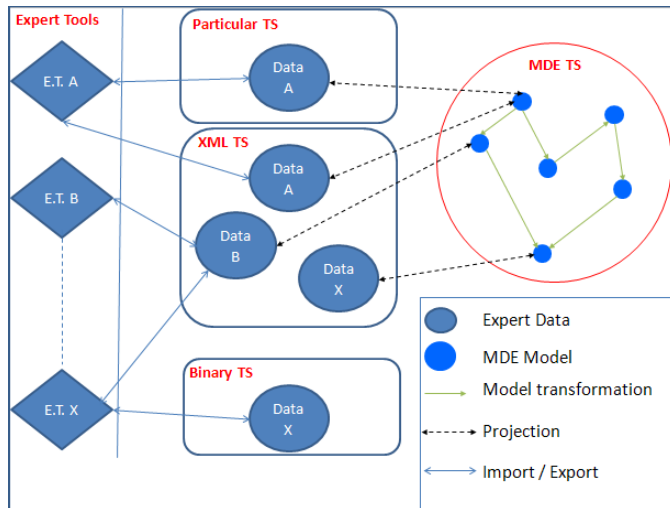 Expert Tools
Particular TS
E.T. A
Data
A
MDE TS
XML TS
Data
A
E.T. B
Data
B
Data
X
Binary TS
E.T. X
Data
X
Expert Data
MDE Model
Model transformation
Projection
Import / Export